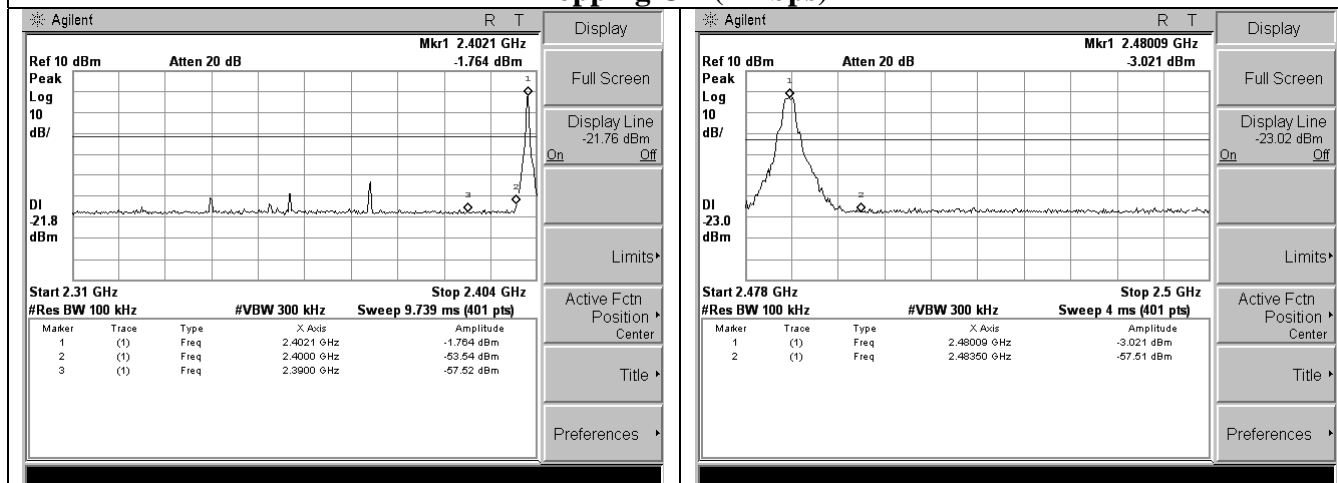 Agilent R T
Mkr1 2.4021 GHz
Ref 10 dBm Atten 20 dB -1.764 dBm
Peak
Log
10
dB/
1
2
3
DI
-21.8
dBm
Start 2.31 GHz Stop 2.404 GHz
#Res BW 100 kHz #VBW 300 kHz Sweep 9.739 ms (401 pts)
Marker Trace Type X Axis Amplitude
1 (1) Freq 2.4021 GHz -1.764 dBm
2 (1) Freq 2.4000 GHz -53.54 dBm
3 (1) Freq 2.3900 GHz -57.52 dBm
Display
Full Screen
Display Line
-21.76 dBm
On Off
Limits
Active Fctn
Position
Center
Title
Preferences
Agilent R T
Mkr1 2.48009 GHz
Ref 10 dBm Atten 20 dB -3.021 dBm
Peak
Log
10
dB/
1
2
DI
-23.0
dBm
Start 2.478 GHz Stop 2.5 GHz
#Res BW 100 kHz #VBW 300 kHz Sweep 4 ms (401 pts)
Marker Trace Type X Axis Amplitude
1 (1) Freq 2.48009 GHz -3.021 dBm
2 (1) Freq 2.48350 GHz -57.51 dBm
Display
Full Screen
Display Line
-23.02 dBm
On Off
Limits
Active Fctn
Position
Center
Title
Preferences